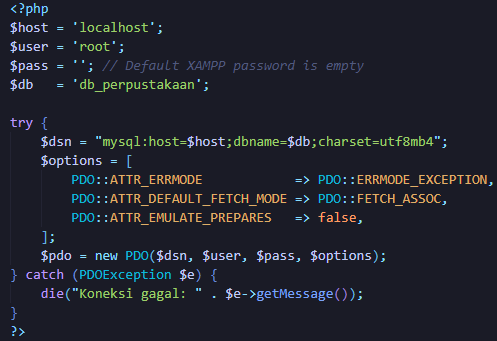 <?php
$host = 'localhost';
$user = 'root';
$pass = ''; // Default XAMPP password is empty
$db   = 'db_perpustakaan';

try {
    $dsn = "mysql:host=$host;dbname=$db;charset=utf8mb4";
    $options = [
        PDO::ATTR_ERRMODE            => PDO::ERRMODE_EXCEPTION,
        PDO::ATTR_DEFAULT_FETCH_MODE => PDO::FETCH_ASSOC,
        PDO::ATTR_EMULATE_PREPARES   => false,
    ];
    $pdo = new PDO($dsn, $user, $pass, $options);
} catch (PDOException $e) {
    die("Koneksi gagal: " . $e->getMessage());
}
?>